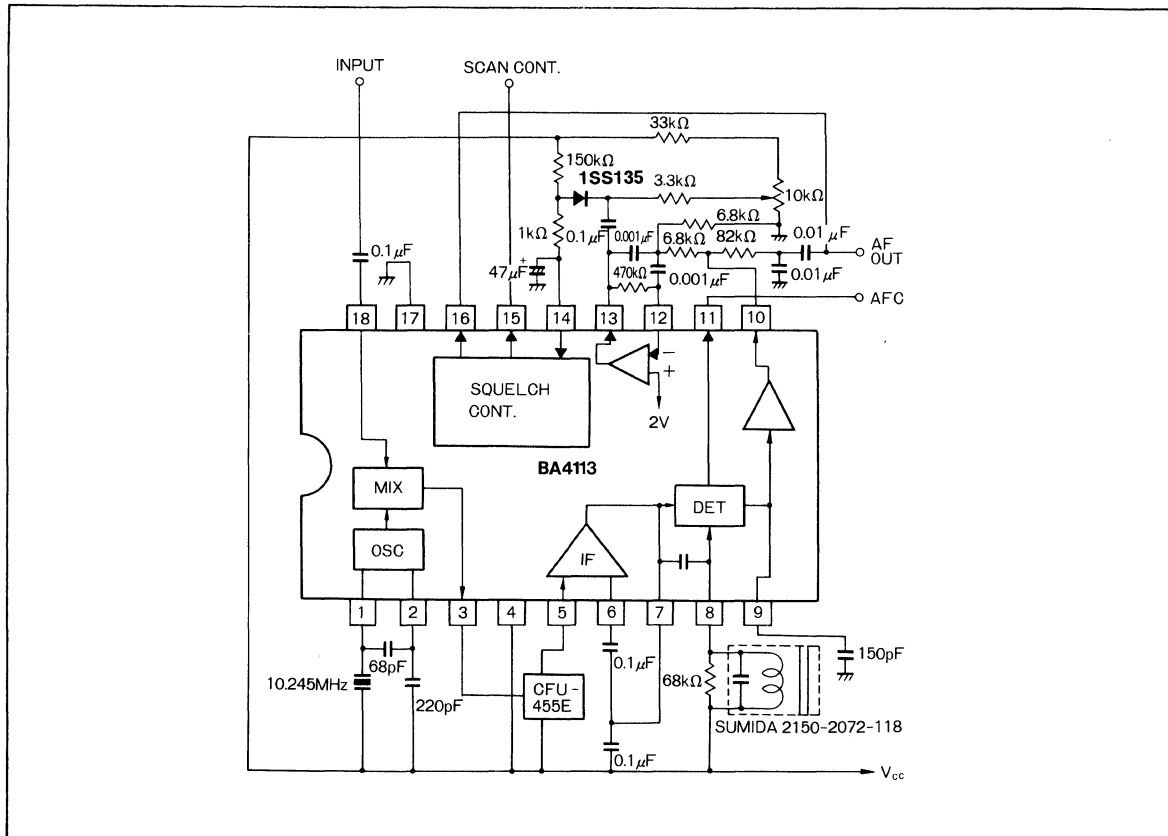 INPUT
SCAN CONT.
33kΩ
150kΩ
1SS135
3.3kΩ
10kΩ
6.8kΩ
1kΩ
0.1μF
0.001μF
6.8kΩ
82kΩ
0.01μF
0.1μF
47μF
+
470kΩ
0.001μF
0.01μF
AF
OUT
AFC
18
17
16
15
14
13
12
11
10
SQUELCH
CONT.
−
+
2V
BA4113
MIX
DET
OSC
IF
1
2
3
4
5
6
7
8
9
68pF
10.245MHz
220pF
CFU-
455E
0.1μF
0.1μF
68kΩ
150pF
SUMIDA 2150-2072-118
Vcc